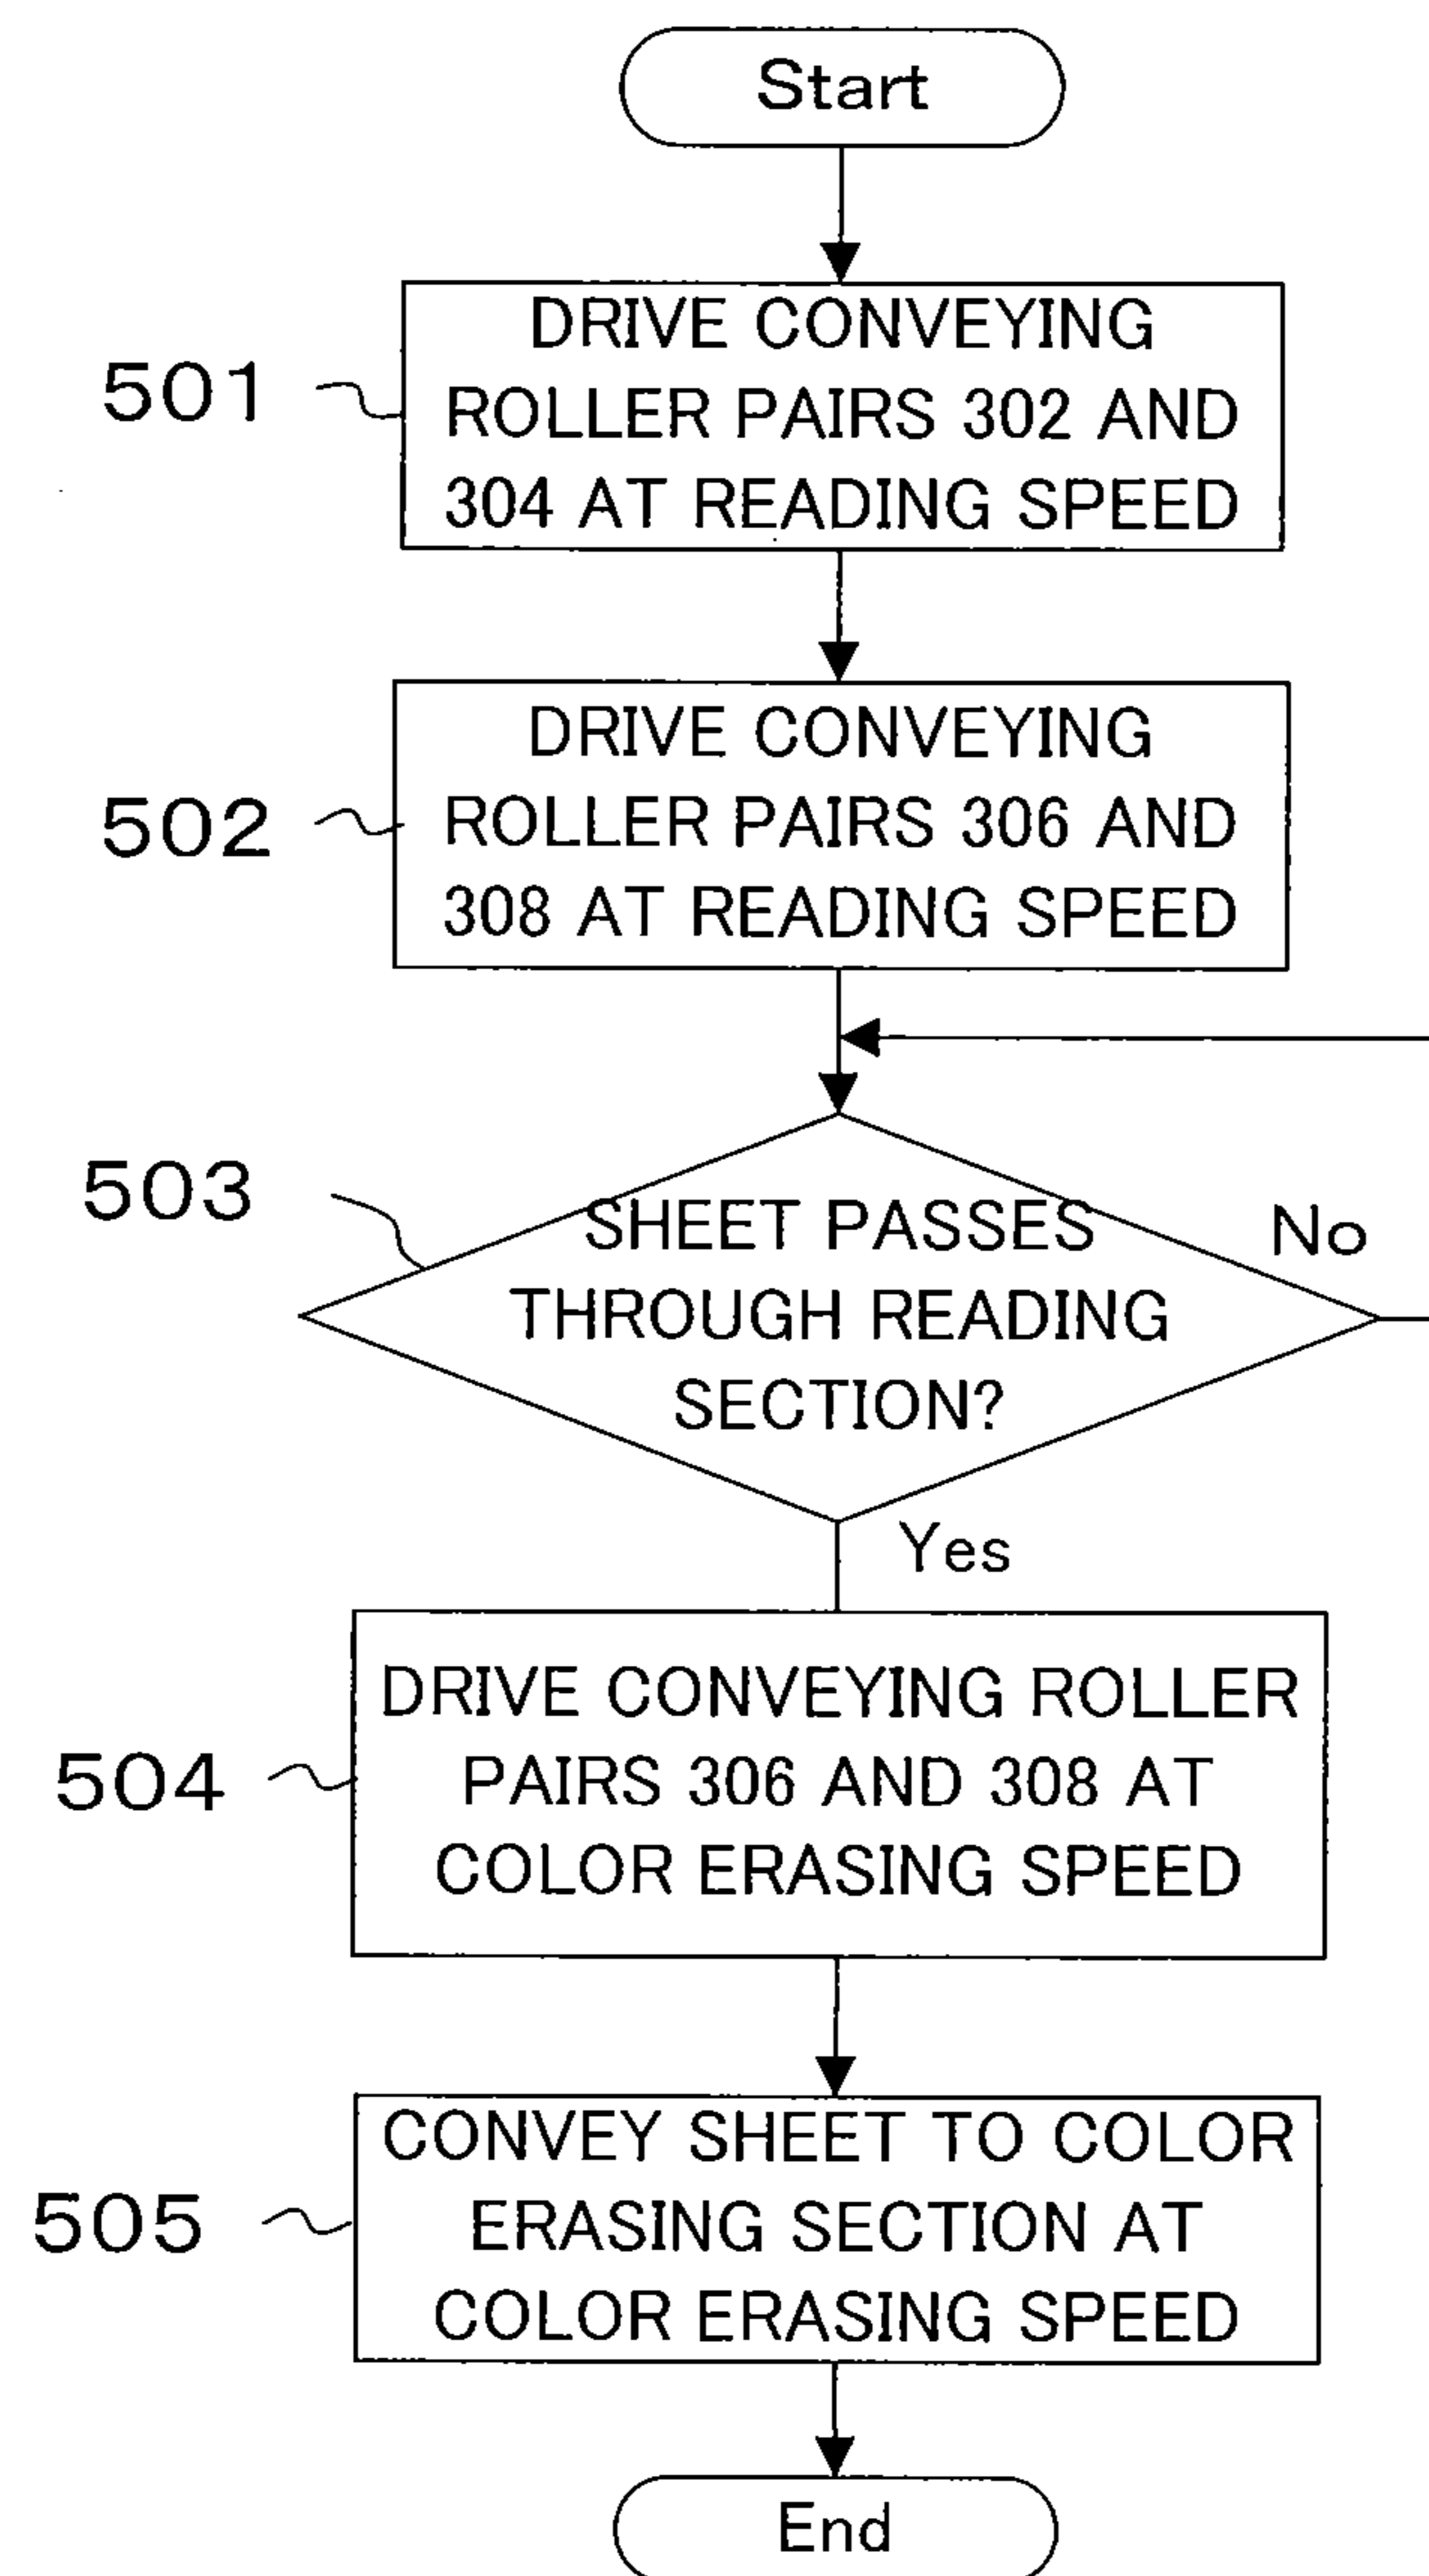 Start
501
DRIVE CONVEYING
ROLLER PAIRS 302 AND
304 AT READING SPEED
502
DRIVE CONVEYING
ROLLER PAIRS 306 AND
308 AT READING SPEED
503
SHEET PASSES
THROUGH READING
SECTION?
No
Yes
504
DRIVE CONVEYING ROLLER
PAIRS 306 AND 308 AT
COLOR ERASING SPEED
505
CONVEY SHEET TO COLOR
ERASING SECTION AT
COLOR ERASING SPEED
End